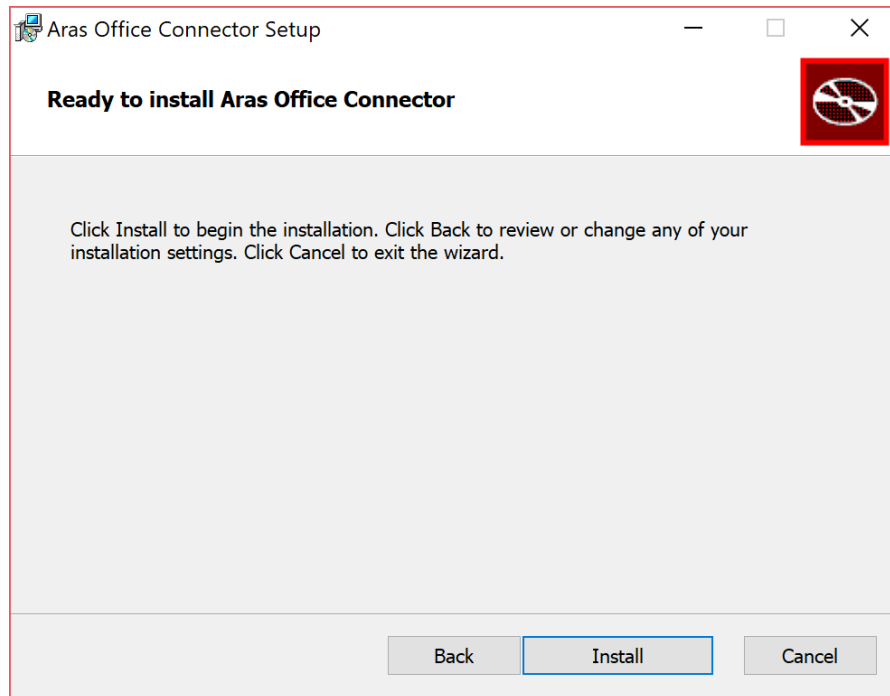 Aras Office Connector Setup
Ready to install Aras Office Connector
Click Install to begin the installation. Click Back to review or change any of your
installation settings. Click Cancel to exit the wizard.
Back Install Cancel